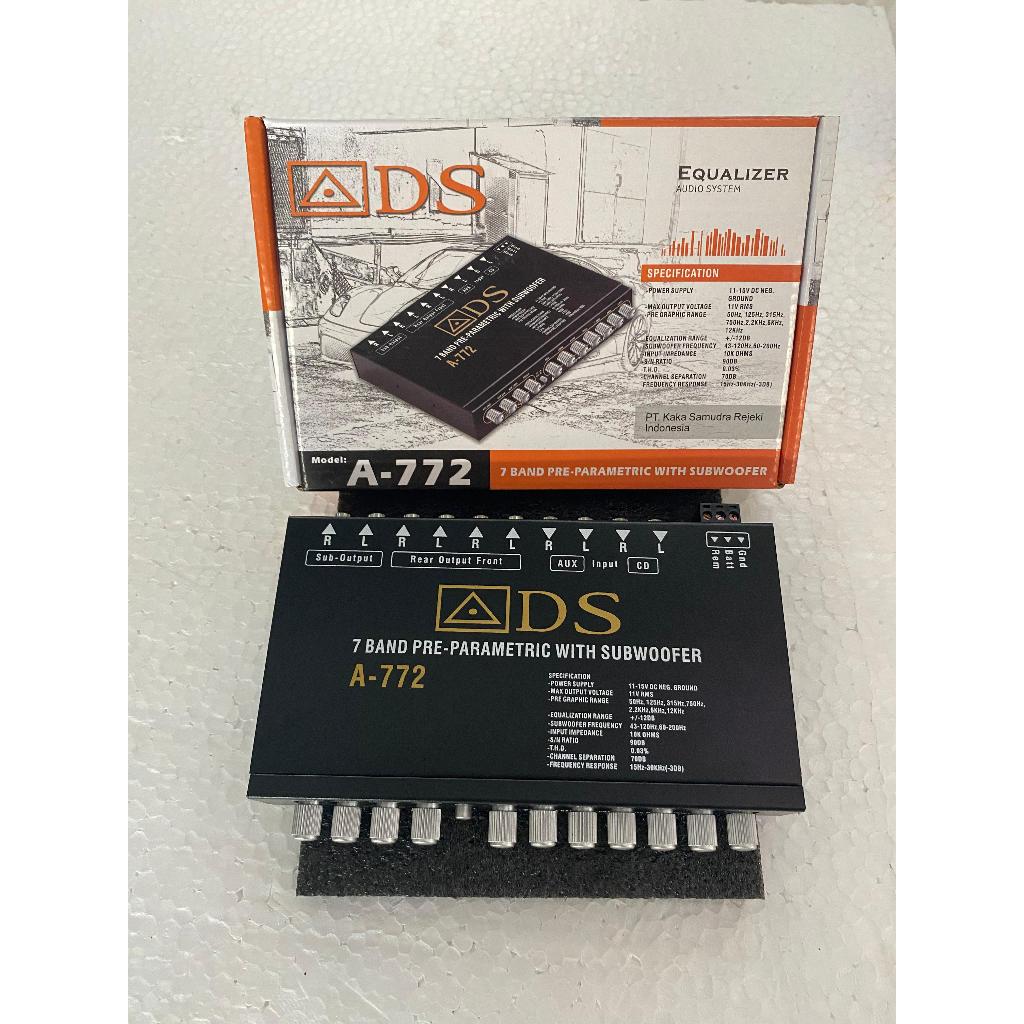 ADS
EQUALIZER
AUDIO SYSTEM
SPECIFICATION
-POWER SUPPLY 11-15V DC NEG. GROUND
-MAX OUTPUT VOLTAGE 11V RMS
PRE GRAPHIC RANGE 50Hz, 125Hz, 315Hz,
750Hz,2.2KHz,6KHz,
12KHz
-EQUALIZATION RANGE +/-12DB
-SUBWOOFER FREQUENCY 43-120Hz,60-200Hz
-INPUT IMPEDANCE 10K OHMS
-S/N RATIO 90DB
-T.H.D. 0.03%
-CHANNEL SEPARATION 70DB
FREQUENCY RESPONSE 15Hz-30KHz(-3DB)
PT. Kaka Samudra Rejeki
Indonesia
ADS
7 BAND PRE-PARAMETRIC WITH SUBWOOFER
A-772
Model: A-772
7 BAND PRE-PARAMETRIC WITH SUBWOOFER
R L R L R L R L R L
Sub-Output Rear Output Front AUX Input CD
Rem Batt Gnd
ADS
7 BAND PRE-PARAMETRIC WITH SUBWOOFER
A-772
SPECIFICATION
-POWER SUPPLY 11-15V DC NEG. GROUND
-MAX OUTPUT VOLTAGE 11V RMS
-PRE GRAPHIC RANGE 50Hz, 125Hz, 315Hz,750Hz,
2.2KHz,6KHz,12KHz
-EQUALIZATION RANGE +/-12DB
-SUBWOOFER FREQUENCY 43-120Hz,60-200Hz
-INPUT IMPEDANCE 10K OHMS
-S/N RATIO 90DB
-T.H.D. 0.03%
-CHANNEL SEPARATION 70DB
-FREQUENCY RESPONSE 15Hz-30KHz(-3DB)